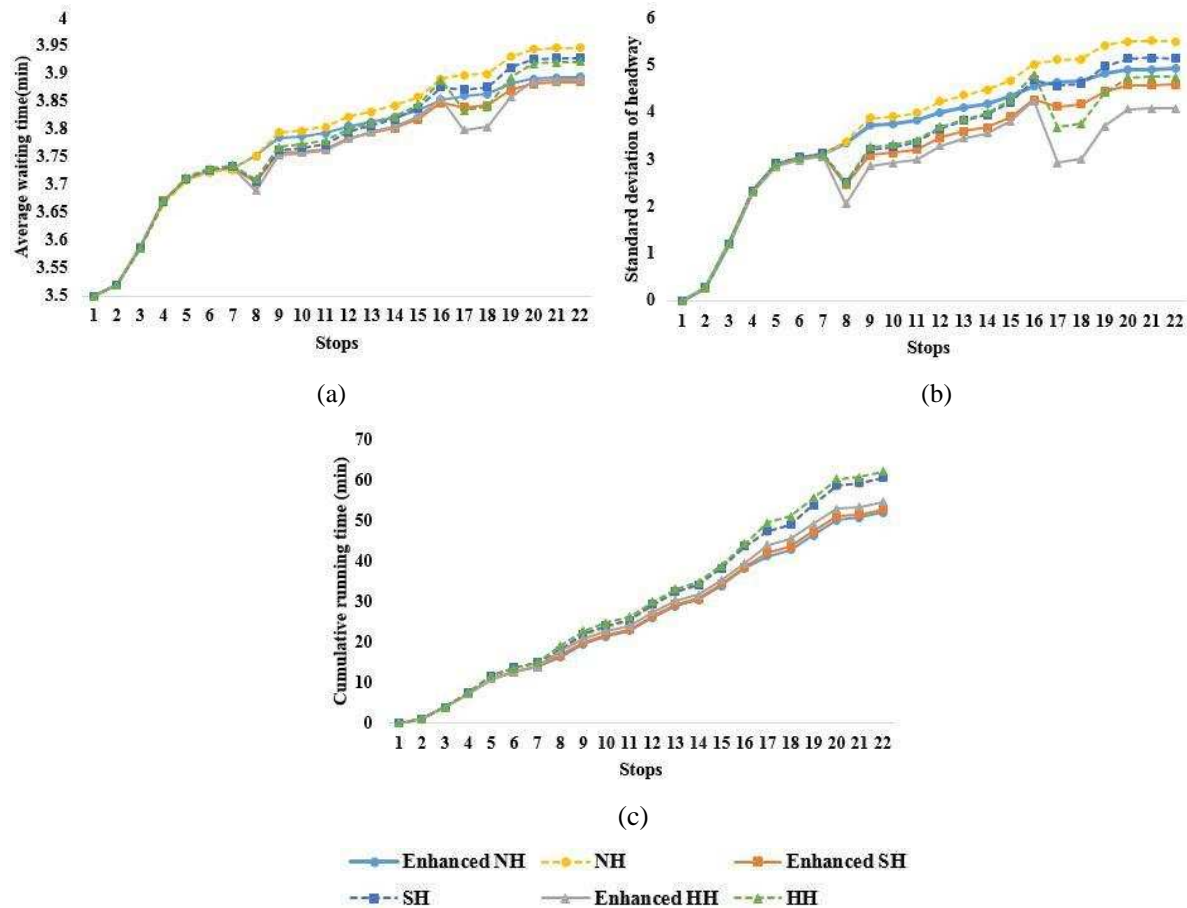 Average waiting time(min)
4
3.95
3.9
3.85
3.8
3.75
3.7
3.65
3.6
3.55
3.5
1 2 3 4 5 6 7 8 9 10 11 12 13 14 15 16 17 18 19 20 21 22
Stops
(a)
Standard deviation of headway
6
5
4
3
2
1
0
1 2 3 4 5 6 7 8 9 10 11 12 13 14 15 16 17 18 19 20 21 22
Stops
(b)
Cumulative running time (min)
70
60
50
40
30
20
10
0
1 2 3 4 5 6 7 8 9 10 11 12 13 14 15 16 17 18 19 20 21 22
Stops
(c)
Enhanced NH NH Enhanced SH
SH Enhanced HH HH